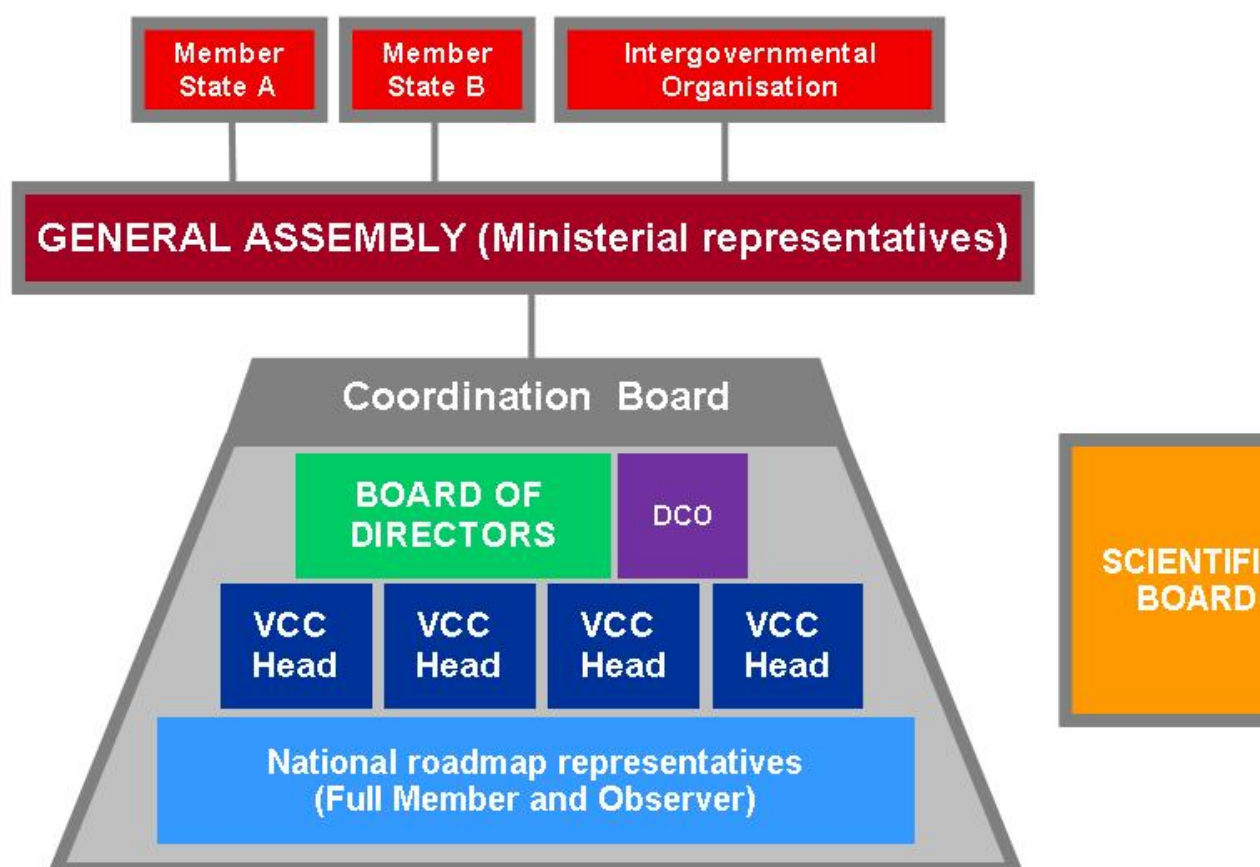 Member
State A
Member
State B
Intergovernmental
Organisation
GENERAL ASSEMBLY (Ministerial representatives)
Coordination Board
BOARD OF
DIRECTORS
DCO
VCC
Head
VCC
Head
VCC
Head
VCC
Head
National roadmap representatives
(Full Member and Observer)
SCIENTIFI
BOARD